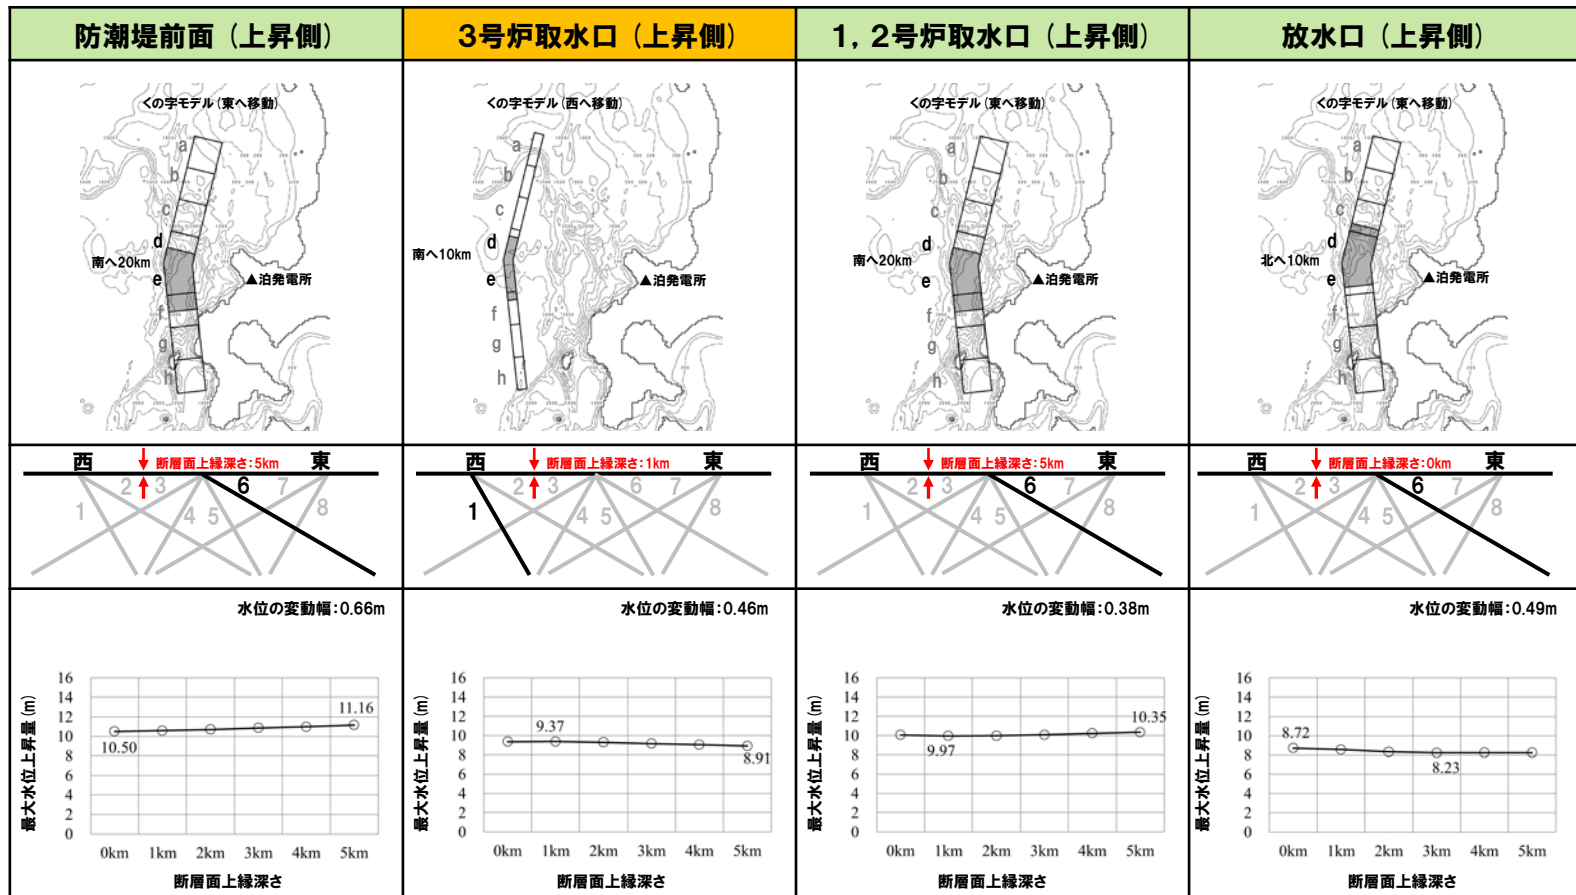 防潮堤前面（上昇側）
3号炉取水口（上昇側）
1，2号炉取水口（上昇側）
放水口（上昇側）
くの字モデル(東へ移動)
a
b
c
d
南へ20km
e
▲泊発電所
f
g
h
くの字モデル(西へ移動)
a
b
c
d
南へ10km
e
▲泊発電所
f
g
h
くの字モデル(東へ移動)
a
b
c
d
南へ20km
e
▲泊発電所
f
g
h
くの字モデル(東へ移動)
a
b
c
d
北へ10km
e
▲泊発電所
f
g
h
西 断層面上縁深さ:5km 東
1 2 3 4 5 6 7 8
西 断層面上縁深さ:1km 東
1 2 3 4 5 6 7 8
西 断層面上縁深さ:5km 東
1 2 3 4 5 6 7 8
西 断層面上縁深さ:0km 東
1 2 3 4 5 6 7 8
水位の変動幅:0.66m
最大水位上昇量(m)
16
14
12
10
8
6
4
2
0
10.50
11.16
0km 1km 2km 3km 4km 5km
断層面上縁深さ
水位の変動幅:0.46m
最大水位上昇量(m)
16
14
12
10
8
6
4
2
0
9.37
8.91
0km 1km 2km 3km 4km 5km
断層面上縁深さ
水位の変動幅:0.38m
最大水位上昇量(m)
16
14
12
10
8
6
4
2
0
9.97
10.35
0km 1km 2km 3km 4km 5km
断層面上縁深さ
水位の変動幅:0.49m
最大水位上昇量(m)
16
14
12
10
8
6
4
2
0
8.72
8.23
0km 1km 2km 3km 4km 5km
断層面上縁深さ